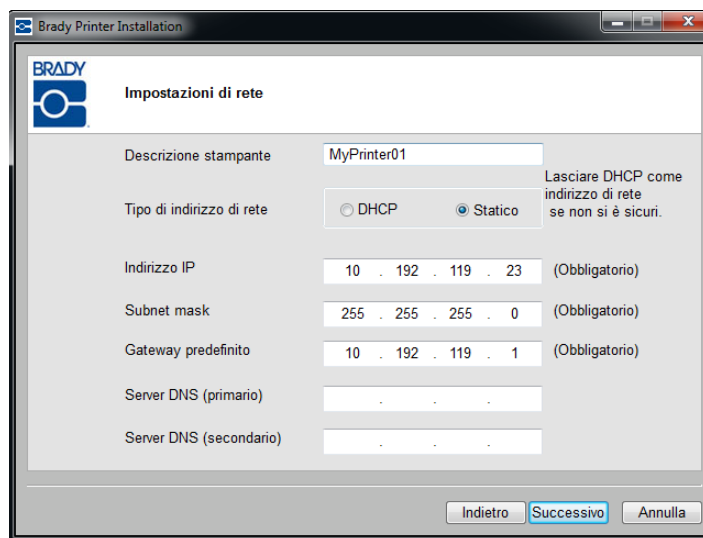 Brady Printer Installation
BRADY
Impostazioni di rete
Descrizione stampante MyPrinter01
Lasciare DHCP come
indirizzo di rete
se non si è sicuri.
Tipo di indirizzo di rete DHCP Statico
Indirizzo IP 10 . 192 . 119 . 23 (Obbligatorio)
Subnet mask 255 . 255 . 255 . 0 (Obbligatorio)
Gateway predefinito 10 . 192 . 119 . 1 (Obbligatorio)
Server DNS (primario) . . .
Server DNS (secondario) . . .
Indietro Successivo Annulla